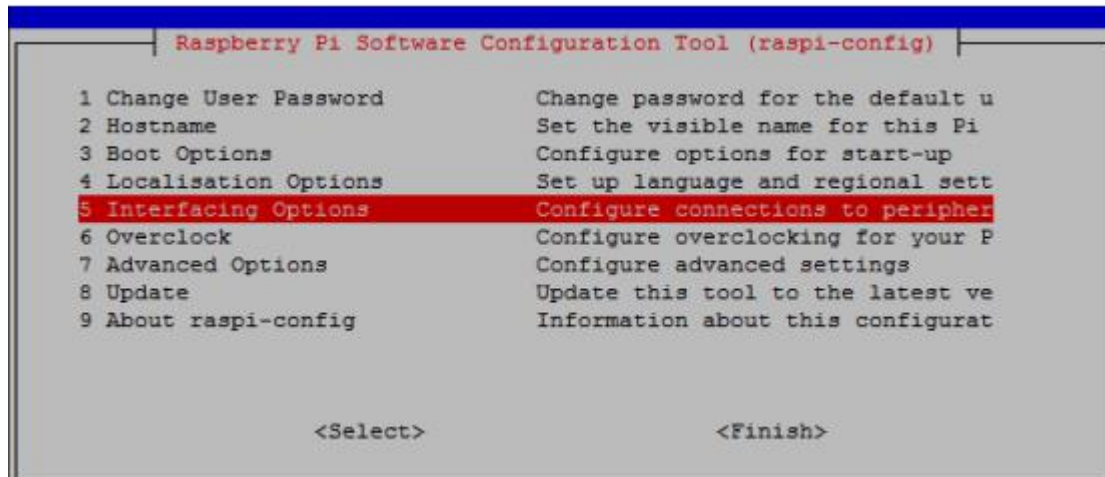 Raspberry Pi Software Configuration Tool (raspi-config)
1 Change User Password Change password for the default u
2 Hostname Set the visible name for this Pi
3 Boot Options Configure options for start-up
4 Localisation Options Set up language and regional sett
5 Interfacing Options Configure connections to peripher
6 Overclock Configure overclocking for your P
7 Advanced Options Configure advanced settings
8 Update Update this tool to the latest ve
9 About raspi-config Information about this configurat
<Select> <Finish>